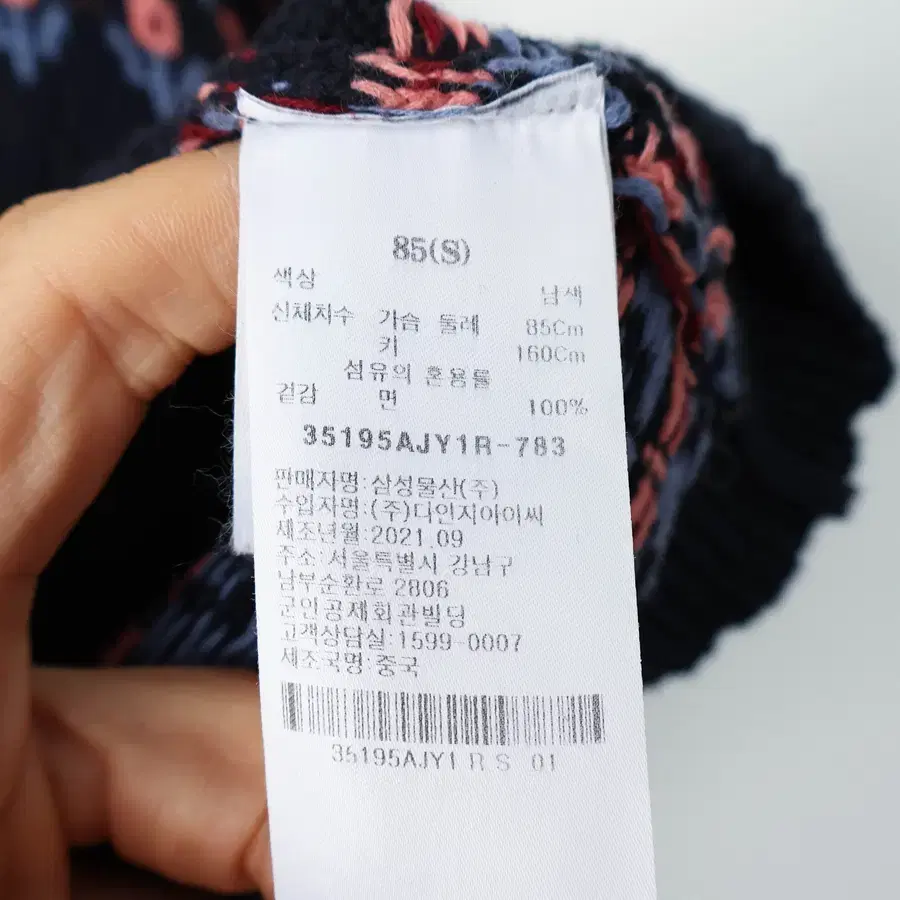 85(S)
색상 남색
신체치수 가슴 둘레 85Cm
키 160Cm
섬유의 혼용률
겉감 면 100%
35195AJY1R-783
판매자명:삼성물산(주)
수입자명:(주)다인지아이씨
제조년월:2021.09
주소:서울특별시 강남구
남부순환로 2806
군인공제회관빌딩
고객상담실:1599-0007
제조국명:중국
35195AJY1 R S 01